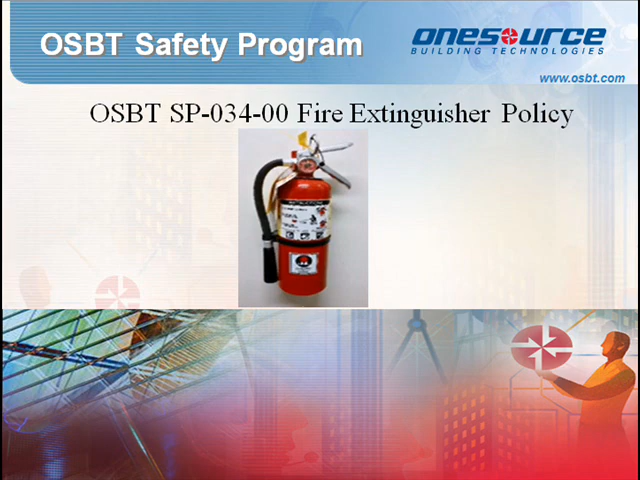 OSBT Safety Program
onesource
BUILDING TECHNOLOGIES
www.osbt.com
OSBT SP-034-00 Fire Extinguisher Policy